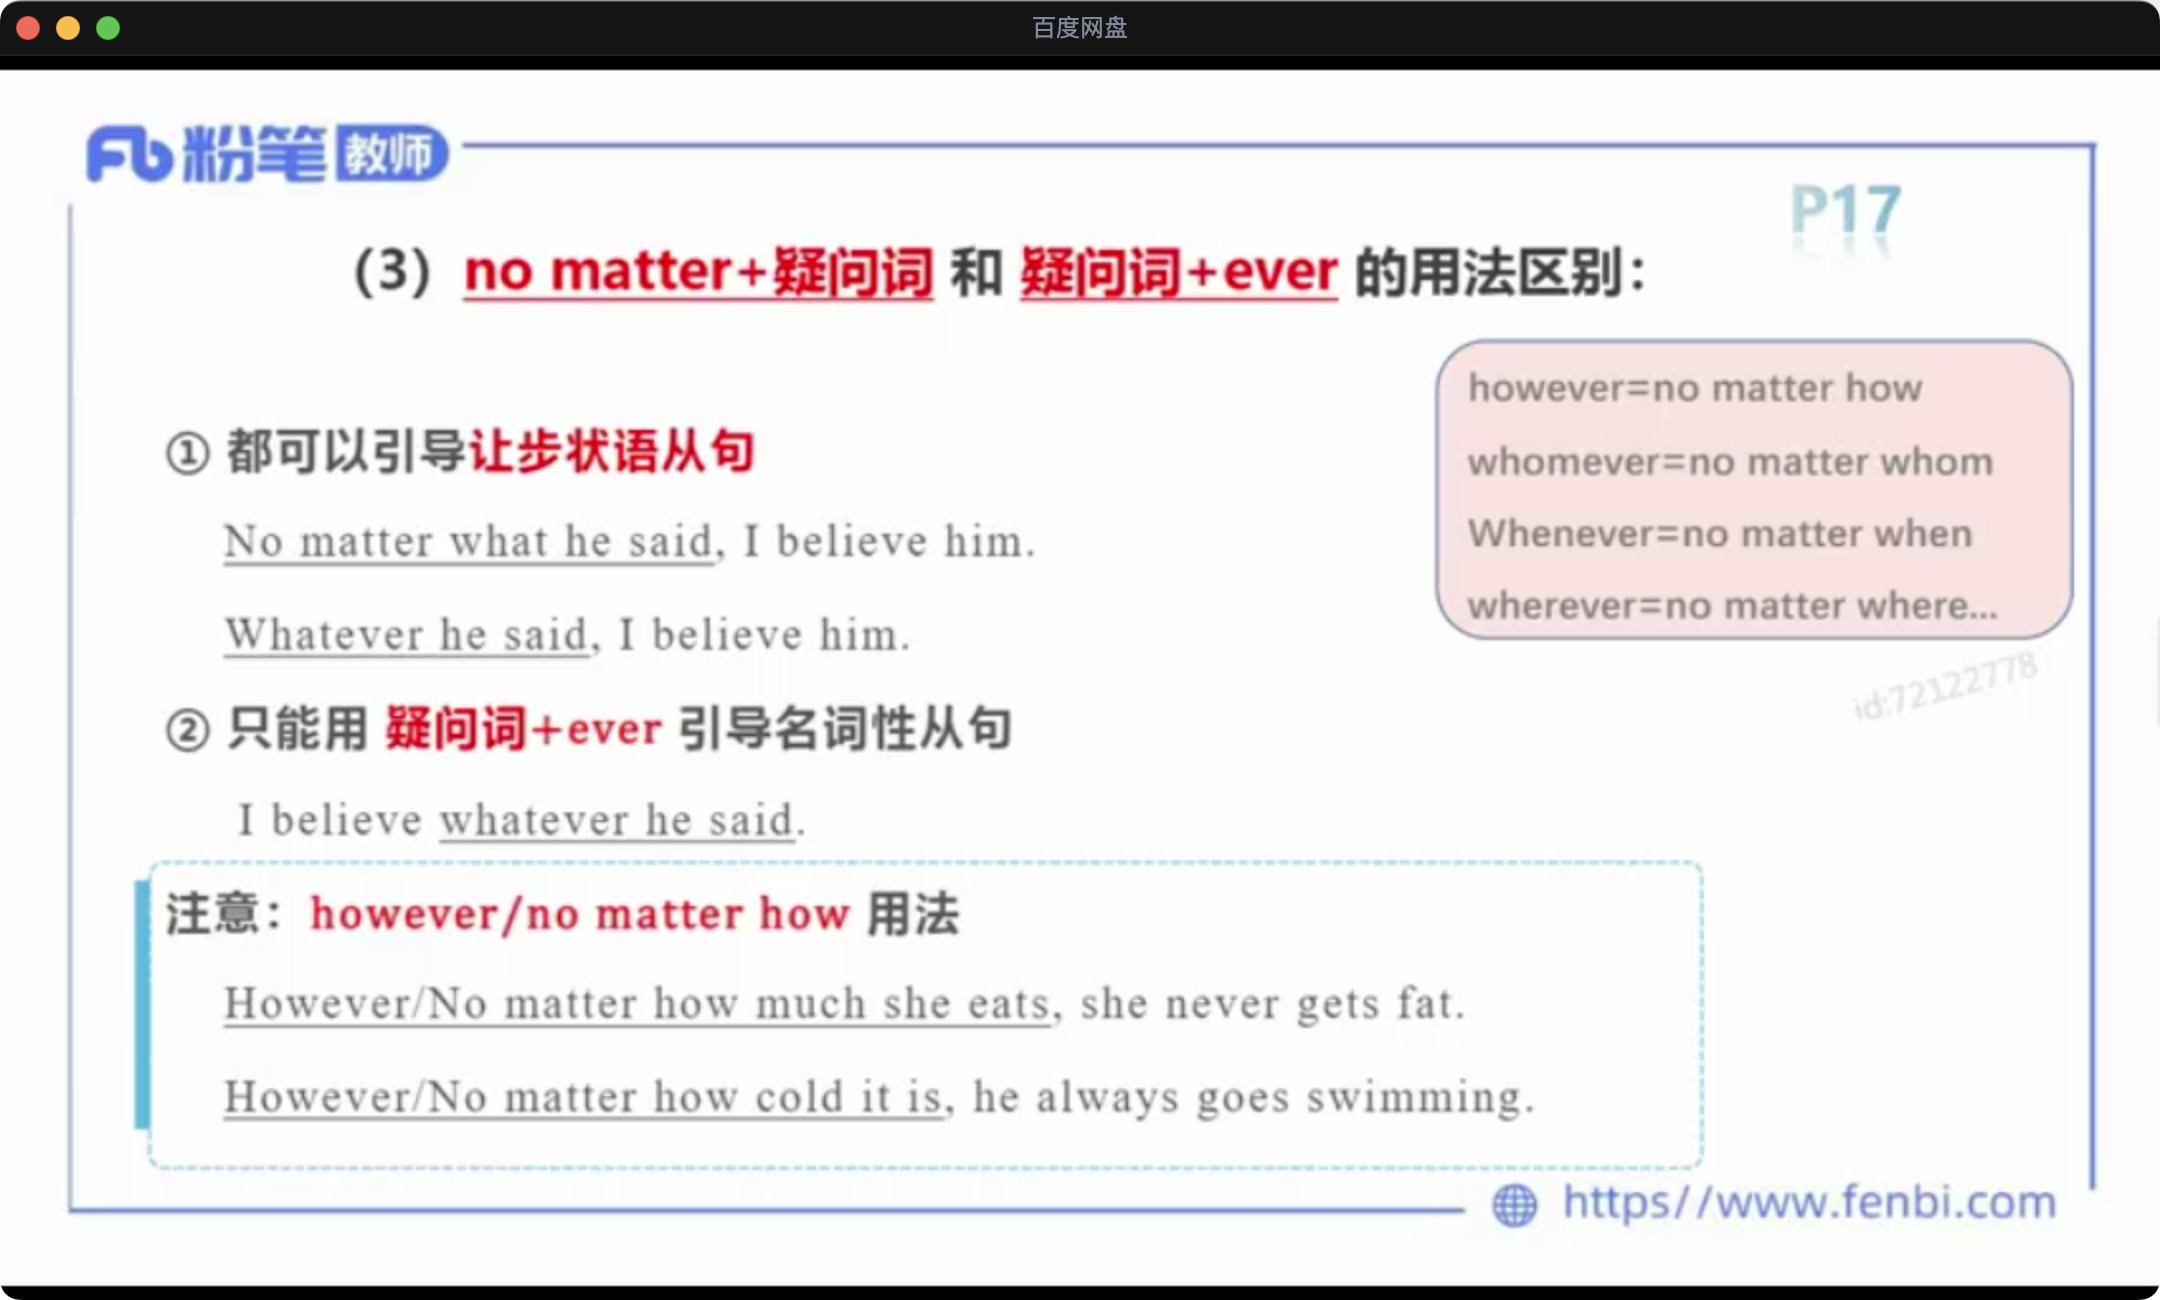 百度网盘
粉笔 教师
P17
（3）no matter+疑问词 和 疑问词+ever 的用法区别：
however=no matter how
whomever=no matter whom
Whenever=no matter when
wherever=no matter where...
① 都可以引导让步状语从句
No matter what he said, I believe him.
Whatever he said, I believe him.
id:72122778
② 只能用 疑问词+ever 引导名词性从句
I believe whatever he said.
注意：however/no matter how 用法
However/No matter how much she eats, she never gets fat.
However/No matter how cold it is, he always goes swimming.
https//www.fenbi.com